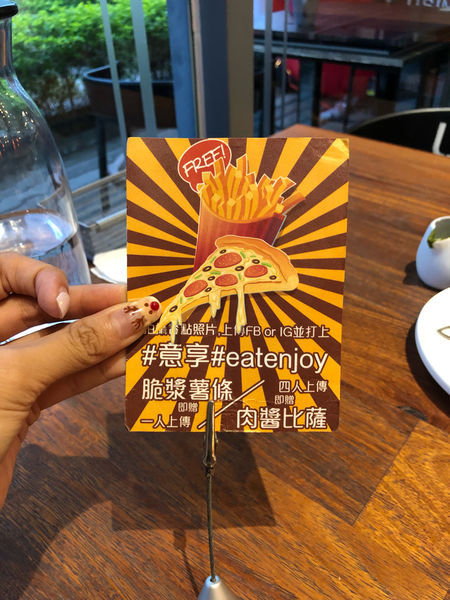 FREE!
點照片,上傳FB or IG並打上
#意享#eatenjoy
脆漿薯條
一人上傳 即贈
四人上傳 即贈
肉醬比薩